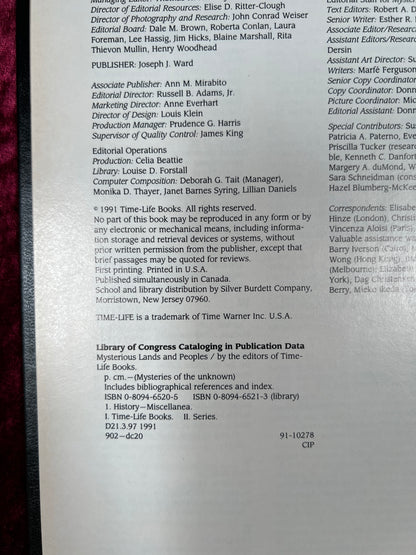 Director of Editorial Resources: Elise D. Ritter-Clough
Director of Photography and Research: John Conrad Weiser
Editorial Board: Dale M. Brown, Roberta Conlan, Laura
Foreman, Lee Hassig, Jim Hicks, Blaine Marshall, Rita
Thievon Mullin, Henry Woodhead
PUBLISHER: Joseph J. Ward
Associate Publisher: Ann M. Mirabito
Editorial Director: Russell B. Adams, Jr.
Marketing Director: Anne Everhart
Director of Design: Louis Klein
Production Manager: Prudence G. Harris
Supervisor of Quality Control: James King
Editorial Operations
Production: Celia Beattie
Library: Louise D. Forstall
Computer Composition: Deborah G. Tait (Manager),
Monika D. Thayer, Janet Barnes Syring, Lillian Daniels
© 1991 Time-Life Books. All rights reserved.
No part of this book may be reproduced in any form or by
any electronic or mechanical means, including informa-
tion storage and retrieval devices or systems, without
prior written permission from the publisher, except that
brief passages may be quoted for reviews.
First printing. Printed in U.S.A.
Published simultaneously in Canada.
School and library distribution by Silver Burdett Company,
Morristown, New Jersey 07960.
TIME-LIFE is a trademark of Time Warner Inc. U.S.A.
Library of Congress Cataloging in Publication Data
Mysterious Lands and Peoples / by the editors of Time-
Life Books.
p. cm.—(Mysteries of the unknown)
Includes bibliographical references and index.
ISBN 0-8094-6520-5 ISBN 0-8094-6521-3 (library)
1. History—Miscellanea.
I. Time-Life Books. II. Series.
D21.3.97 1991
902—dc20 91-10278
CIP
Text Editors: Robert A. D
Senior Writer: Esther R.
Associate Editor/Resear
Assistant Editors/Resear
Dersin
Assistant Art Director: Su
Writers: Marfé Ferguson
Senior Copy Coordinator
Copy Coordinator: Donn
Picture Coordinator: Mic
Editorial Assistant: Donn
Special Contributors: Su
Patricia A. Paterno, Eve
Priscilla Tucker (resear
ble, Kenneth C. Danfor
Margery A. duMond, W
Sara Schneidman (cons
Hazel Blumberg-McKe
Correspondents: Elisabe
Hinze (London), Christi
Vincenza Aloisi (Paris),
Valuable assistance w
Barry Iverson (Cairo),
Wong (Hong Kong),
(Melbourne), Elizabeth
York), Dag Christensen
Berry, Mieko Ikeda (To